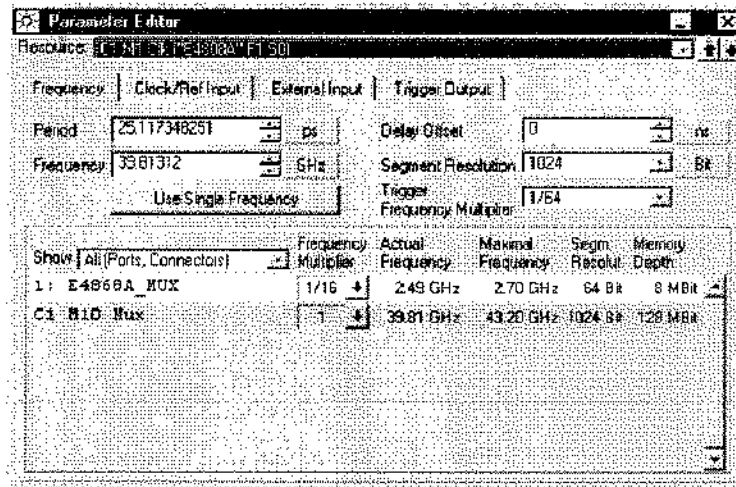 Parameter Editor
Resource:
Frequency Clock/Ref Input External Input Trigger Output
Period 25.117348251 ps Delay Offset 0 ns
Frequency GHz Segment Resolution 1024 Bit
Use Single Frequency Trigger Frequency Multiplier 1/64
Show: All (Ports, Connectors) Frequency Multiplier Actual Frequency Maximal Frequency Segm. Resolut. Memory Depth
1: E4868A_MUX 1/16 2.49 GHz 2.70 GHz 64 Bit 8 MBit
C1 M1D Mux 1 39.81 GHz 43.20 GHz 1024 Bit 128 MBit